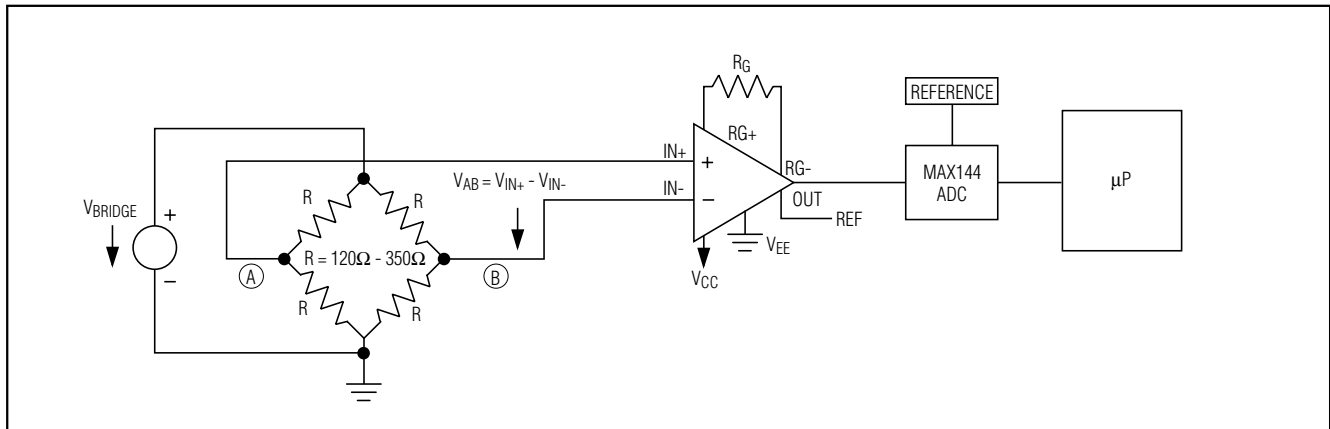 RG
REFERENCE
RG+
IN+
+
RG-
MAX144
ADC
µP
R
R
VAB = VIN+ - VIN-
IN-
−
OUT
REF
VBRIDGE
+
−
A
R = 120Ω - 350Ω
B
VEE
VCC
R
R